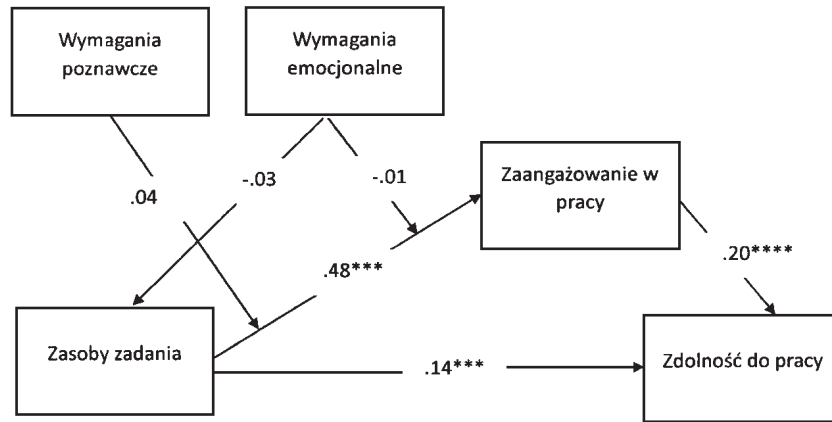 Wymagania
poznawcze
Wymagania
emocjonalne
.04
-.03
-.01
Zaangażowanie w
pracy
.48***
.20****
Zasoby zadania
.14***
Zdolność do pracy